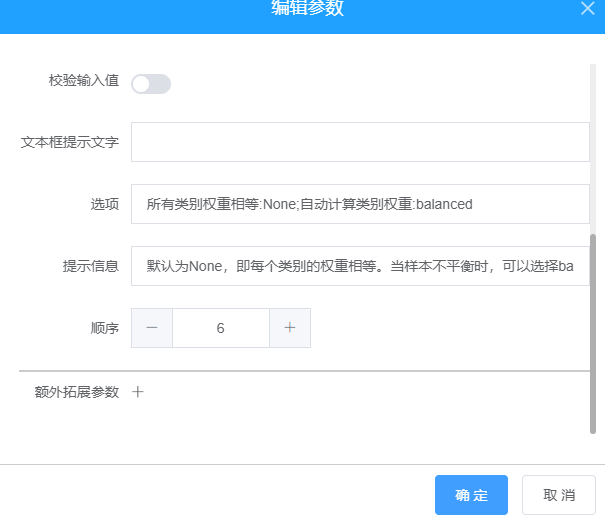 编辑参数
校验输入值
文本框提示文字
选项 所有类别权重相等:None;自动计算类别权重:balanced
提示信息 默认为None，即每个类别的权重相等。当样本不平衡时，可以选择ba
顺序 6
额外拓展参数
确 定 取 消